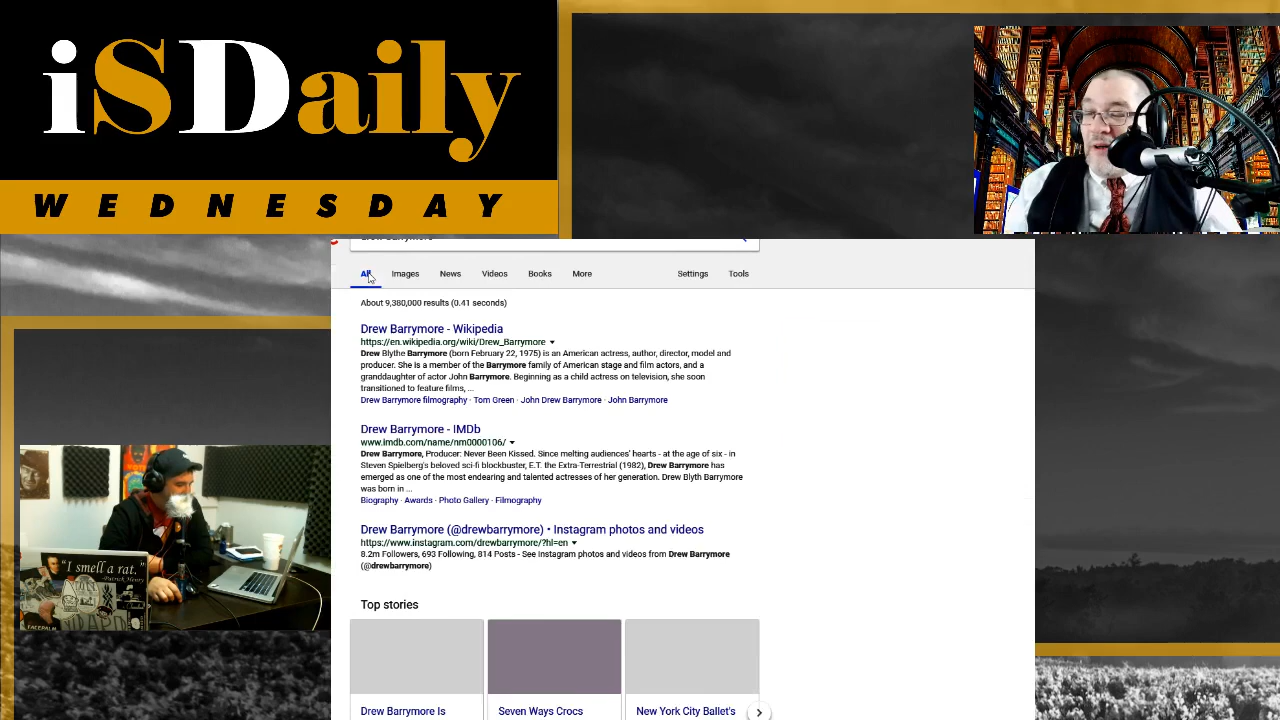 iSDaily
WEDNESDAY
All Images News Videos Books More Settings Tools
About 9,380,000 results (0.41 seconds)
Drew Barrymore - Wikipedia
https://en.wikipedia.org/wiki/Drew_Barrymore
Drew Blythe Barrymore (born February 22, 1975) is an American actress, author, director, model and
producer. She is a member of the Barrymore family of American stage and film actors, and a
granddaughter of actor John Barrymore. Beginning as a child actress on television, she soon
transitioned to feature films, ...
Drew Barrymore filmography · Tom Green · John Drew Barrymore · John Barrymore
Drew Barrymore - IMDb
www.imdb.com/name/nm0000106/
Drew Barrymore, Producer: Never Been Kissed. Since melting audiences' hearts - at the age of six - in
Steven Spielberg's beloved sci-fi blockbuster, E.T. the Extra-Terrestrial (1982), Drew Barrymore has
emerged as one of the most endearing and talented actresses of her generation. Drew Blyth Barrymore
was born in ...
Biography · Awards · Photo Gallery · Filmography
Drew Barrymore (@drewbarrymore) • Instagram photos and videos
https://www.instagram.com/drewbarrymore/?hl=en
8.2m Followers, 693 Following, 814 Posts - See Instagram photos and videos from Drew Barrymore
(@drewbarrymore)
Top stories
Drew Barrymore Is
Seven Ways Crocs
New York City Ballet's
"I smell a rat."
-Patrick Henry
FACEPALM